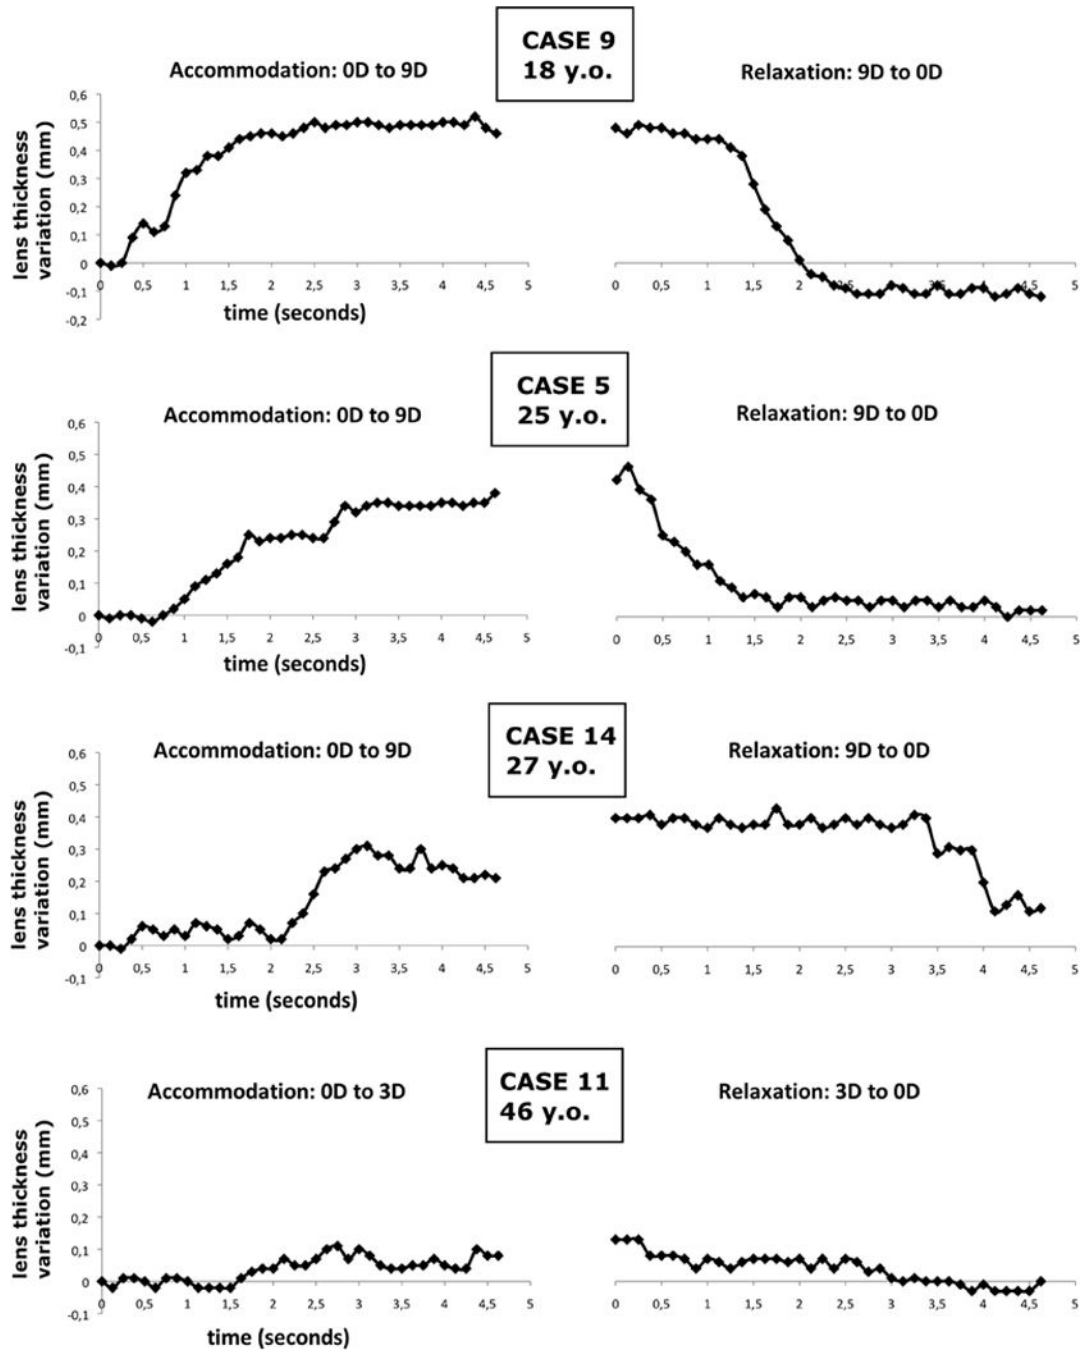 CASE 9
18 y.o.
Accommodation: 0D to 9D
Relaxation: 9D to 0D
lens thickness
variation (mm)
0,6
0,5
0,4
0,3
0,2
0,1
0
-0,1
-0,2
0 0,5 1 1,5 2 2,5 3 3,5 4 4,5 5
0 0,5 1 1,5 2 2,5 3 3,5 4 4,5 5
time (seconds)
CASE 5
25 y.o.
Accommodation: 0D to 9D
Relaxation: 9D to 0D
lens thickness
variation (mm)
0,6
0,5
0,4
0,3
0,2
0,1
0
-0,1
0 0,5 1 1,5 2 2,5 3 3,5 4 4,5 5
0 0,5 1 1,5 2 2,5 3 3,5 4 4,5 5
time (seconds)
CASE 14
27 y.o.
Accommodation: 0D to 9D
Relaxation: 9D to 0D
lens thickness
variation (mm)
0,6
0,5
0,4
0,3
0,2
0,1
0
-0,1
0 0,5 1 1,5 2 2,5 3 3,5 4 4,5 5
0 0,5 1 1,5 2 2,5 3 3,5 4 4,5 5
time (seconds)
CASE 11
46 y.o.
Accommodation: 0D to 3D
Relaxation: 3D to 0D
lens thickness
variation (mm)
0,6
0,5
0,4
0,3
0,2
0,1
0
-0,1
0 0,5 1 1,5 2 2,5 3 3,5 4 4,5 5
0 0,5 1 1,5 2 2,5 3 3,5 4 4,5 5
time (seconds)